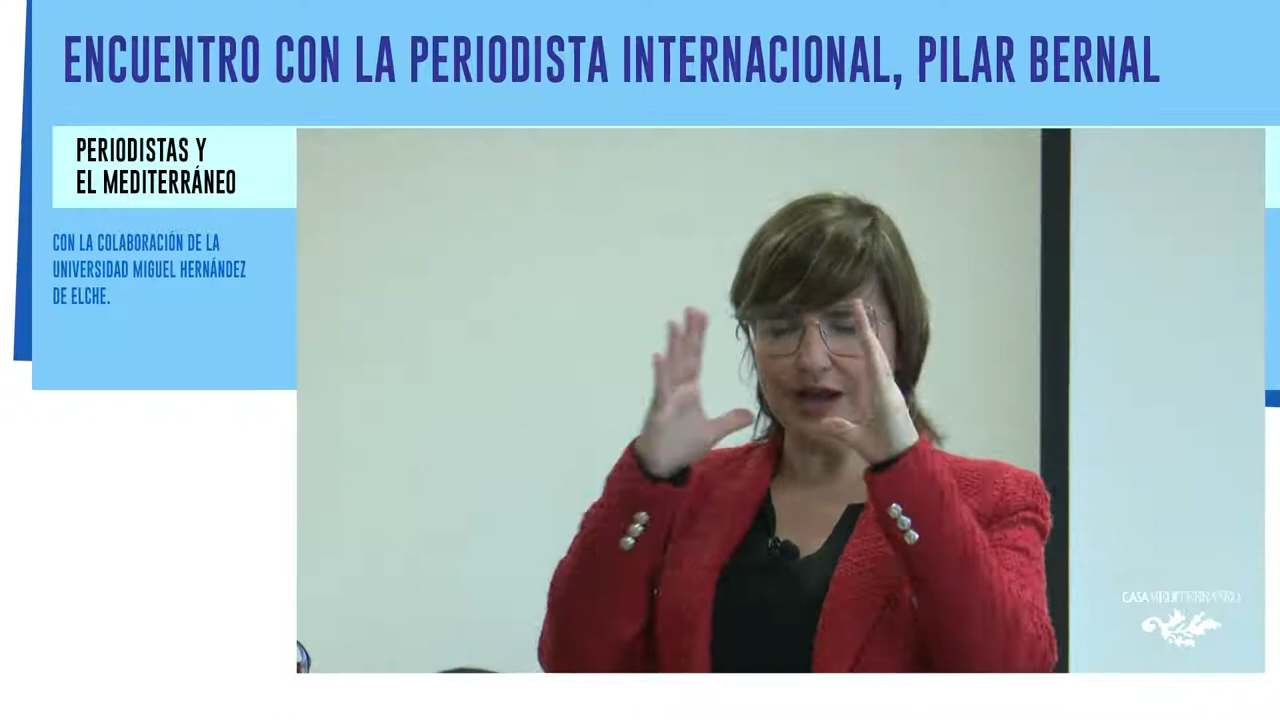 ENCUENTRO CON LA PERIODISTA INTERNACIONAL, PILAR BERNAL
PERIODISTAS Y
EL MEDITERRÁNEO
CON LA COLABORACIÓN DE LA
UNIVERSIDAD MIGUEL HERNÁNDEZ
DE ELCHE.
CASA MEDITERRÁNEO